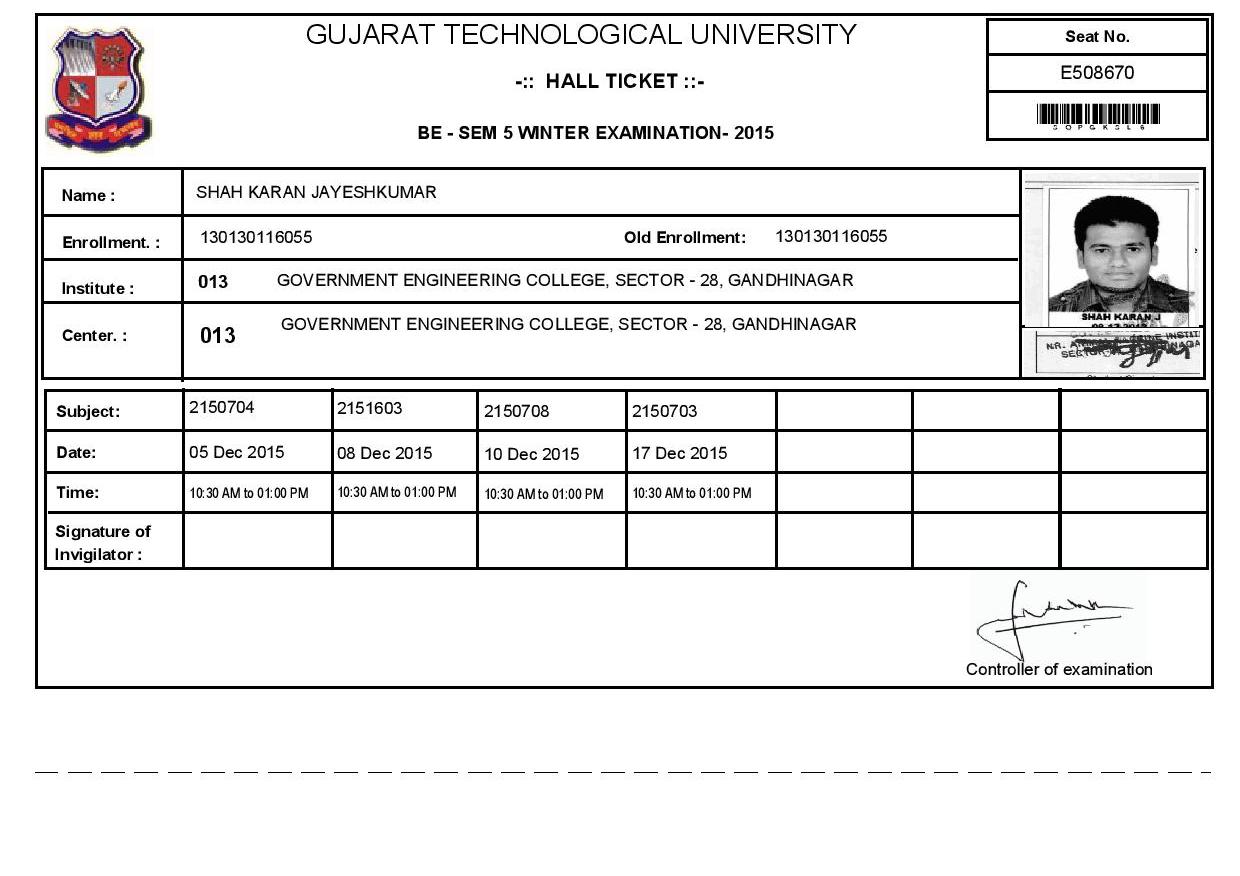 GUJARAT TECHNOLOGICAL UNIVERSITY
-:: HALL TICKET ::-
BE - SEM 5 WINTER EXAMINATION- 2015
Seat No.
E508670
S O P G K S L 6
Name : SHAH KARAN JAYESHKUMAR
Enrollment. : 130130116055 Old Enrollment: 130130116055
Institute : 013 GOVERNMENT ENGINEERING COLLEGE, SECTOR - 28, GANDHINAGAR
Center. : 013 GOVERNMENT ENGINEERING COLLEGE, SECTOR - 28, GANDHINAGAR
SHAH KARAN J
Subject: 2150704 2151603 2150708 2150703
Date: 05 Dec 2015 08 Dec 2015 10 Dec 2015 17 Dec 2015
Time: 10:30 AM to 01:00 PM 10:30 AM to 01:00 PM 10:30 AM to 01:00 PM 10:30 AM to 01:00 PM
Signature of
Invigilator :
Controller of examination